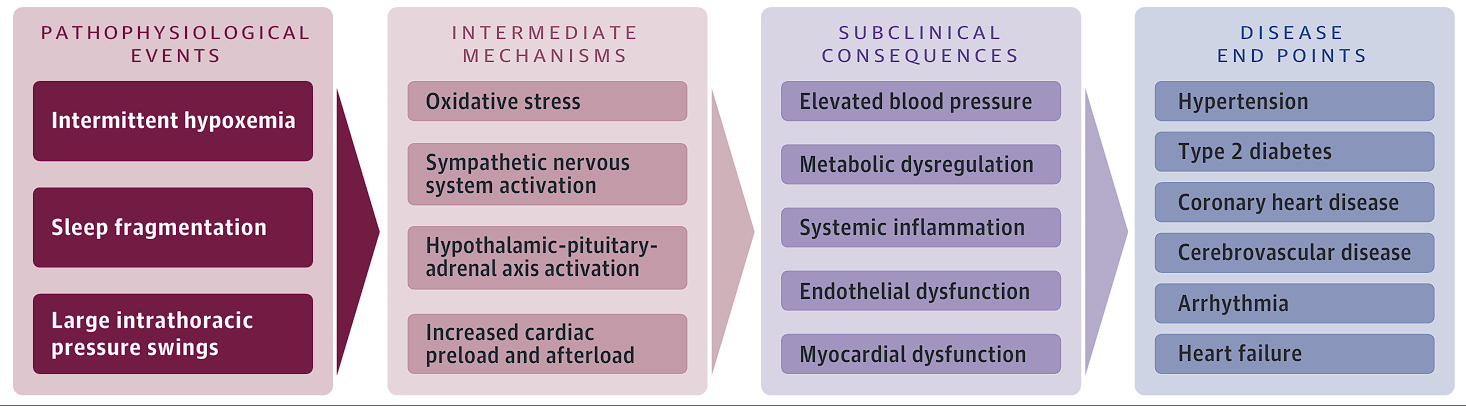 PATHOPHYSIOLOGICAL
EVENTS
Intermittent hypoxemia
Sleep fragmentation
Large intrathoracic
pressure swings
INTERMEDIATE
MECHANISMS
Oxidative stress
Sympathetic nervous
system activation
Hypothalamic-pituitary-
adrenal axis activation
Increased cardiac
preload and afterload
SUBCLINICAL
CONSEQUENCES
Elevated blood pressure
Metabolic dysregulation
Systemic inflammation
Endothelial dysfunction
Myocardial dysfunction
DISEASE
END POINTS
Hypertension
Type 2 diabetes
Coronary heart disease
Cerebrovascular disease
Arrhythmia
Heart failure